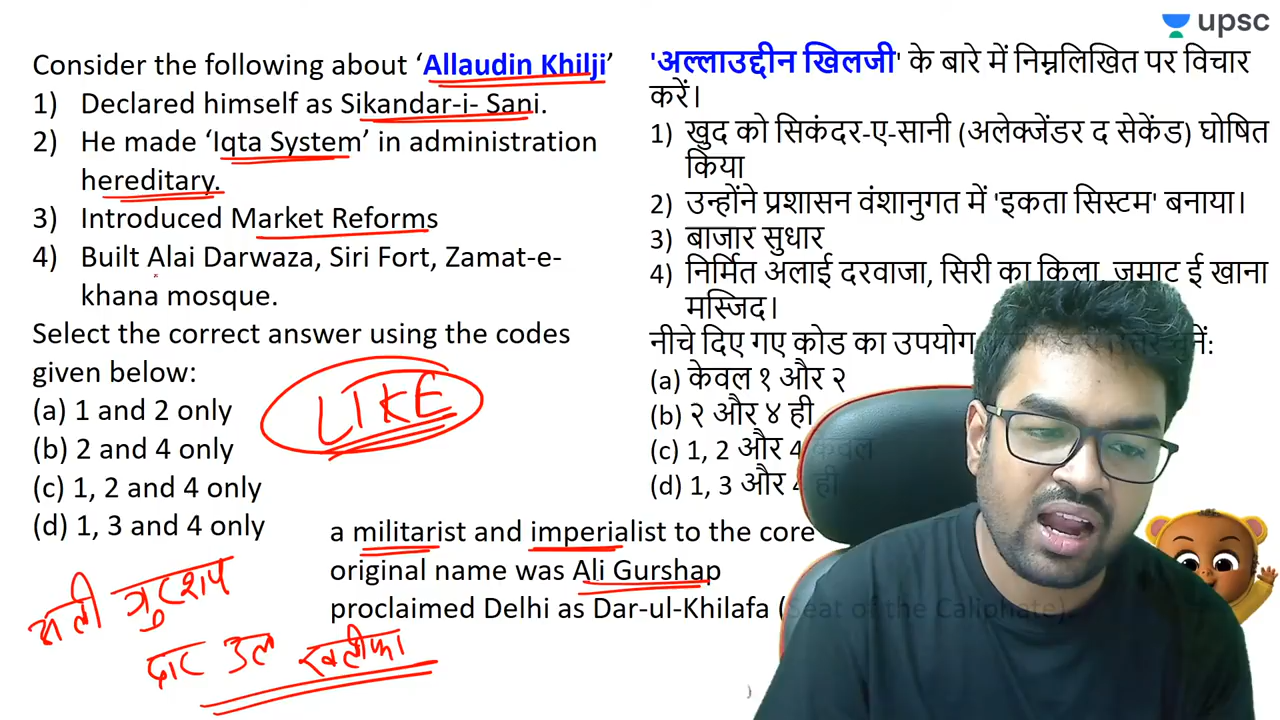 upsc
Consider the following about ‘Allaudin Khilji’
1) Declared himself as Sikandar-i- Sani.
2) He made ‘Iqta System’ in administration
hereditary.
3) Introduced Market Reforms
4) Built Alai Darwaza, Siri Fort, Zamat-e-
khana mosque.
Select the correct answer using the codes
given below:
(a) 1 and 2 only
(b) 2 and 4 only
(c) 1, 2 and 4 only
(d) 1, 3 and 4 only
LIKE
'अल्लाउद्दीन खिलजी' के बारे में निम्नलिखित पर विचार
करें।
1) खुद को सिकंदर-ए-सानी (अलेक्जेंडर द सेकेंड) घोषित
किया
2) उन्होंने प्रशासन वंशानुगत में 'इकता सिस्टम' बनाया।
3) बाजार सुधार
4) निर्मित अलाई दरवाजा, सिरी का किला, जमाट ई खाना
मस्जिद।
नीचे दिए गए कोड का उपयोग
(a) केवल १ और २
(b) २ और ४ ही
(c) 1, 2 और 4 केवल
(d) 1, 3 और 4 ही
a militarist and imperialist to the core
original name was Ali Gurshap
proclaimed Delhi as Dar-ul-Khilafa (Seat of the Caliphate).
अली
उल